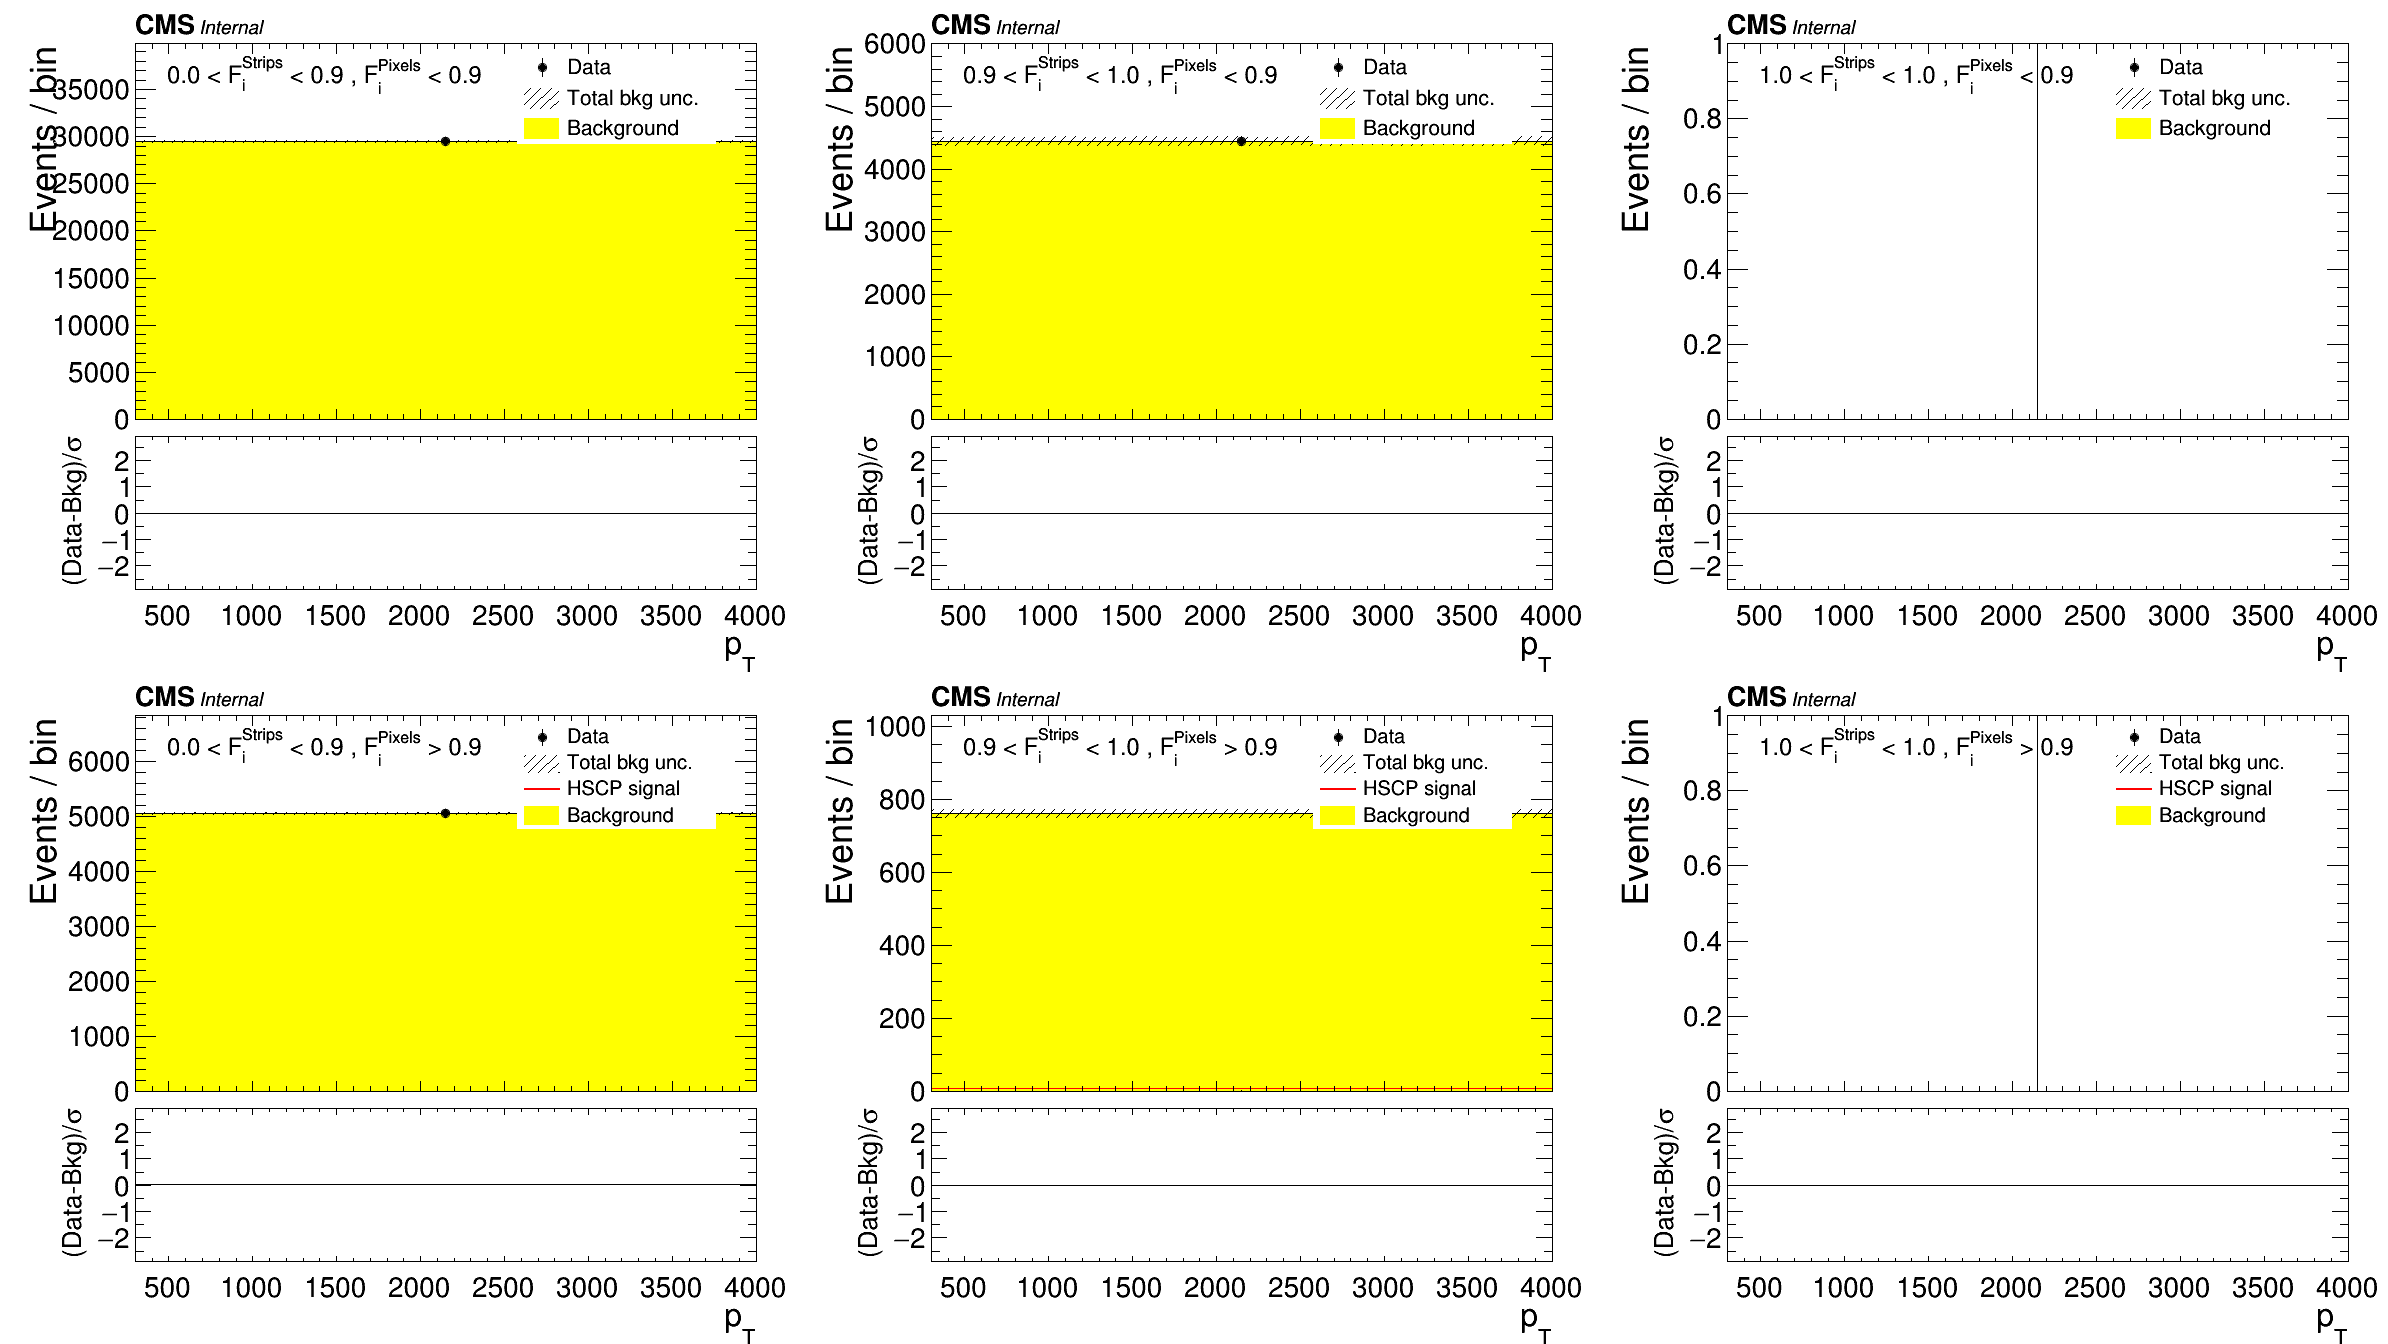 CMS Internal
Events / bin
0.0 < F_i^Strips < 0.9 , F_i^Pixels < 0.9
Data
Total bkg unc.
Background
35000
30000
25000
20000
15000
10000
5000
0
(Data-Bkg)/σ
2
1
0
−1
−2
500 1000 1500 2000 2500 3000 3500 4000
p_T
CMS Internal
Events / bin
0.9 < F_i^Strips < 1.0 , F_i^Pixels < 0.9
Data
Total bkg unc.
Background
6000
5000
4000
3000
2000
1000
0
(Data-Bkg)/σ
2
1
0
−1
−2
500 1000 1500 2000 2500 3000 3500 4000
p_T
CMS Internal
Events / bin
1.0 < F_i^Strips < 1.0 , F_i^Pixels < 0.9
Data
Total bkg unc.
Background
1
0.8
0.6
0.4
0.2
0
(Data-Bkg)/σ
2
1
0
−1
−2
500 1000 1500 2000 2500 3000 3500 4000
p_T
CMS Internal
Events / bin
0.0 < F_i^Strips < 0.9 , F_i^Pixels > 0.9
Data
Total bkg unc.
HSCP signal
Background
6000
5000
4000
3000
2000
1000
0
(Data-Bkg)/σ
2
1
0
−1
−2
500 1000 1500 2000 2500 3000 3500 4000
p_T
CMS Internal
Events / bin
0.9 < F_i^Strips < 1.0 , F_i^Pixels > 0.9
Data
Total bkg unc.
HSCP signal
Background
1000
800
600
400
200
0
(Data-Bkg)/σ
2
1
0
−1
−2
500 1000 1500 2000 2500 3000 3500 4000
p_T
CMS Internal
Events / bin
1.0 < F_i^Strips < 1.0 , F_i^Pixels > 0.9
Data
Total bkg unc.
HSCP signal
Background
1
0.8
0.6
0.4
0.2
0
(Data-Bkg)/σ
2
1
0
−1
−2
500 1000 1500 2000 2500 3000 3500 4000
p_T